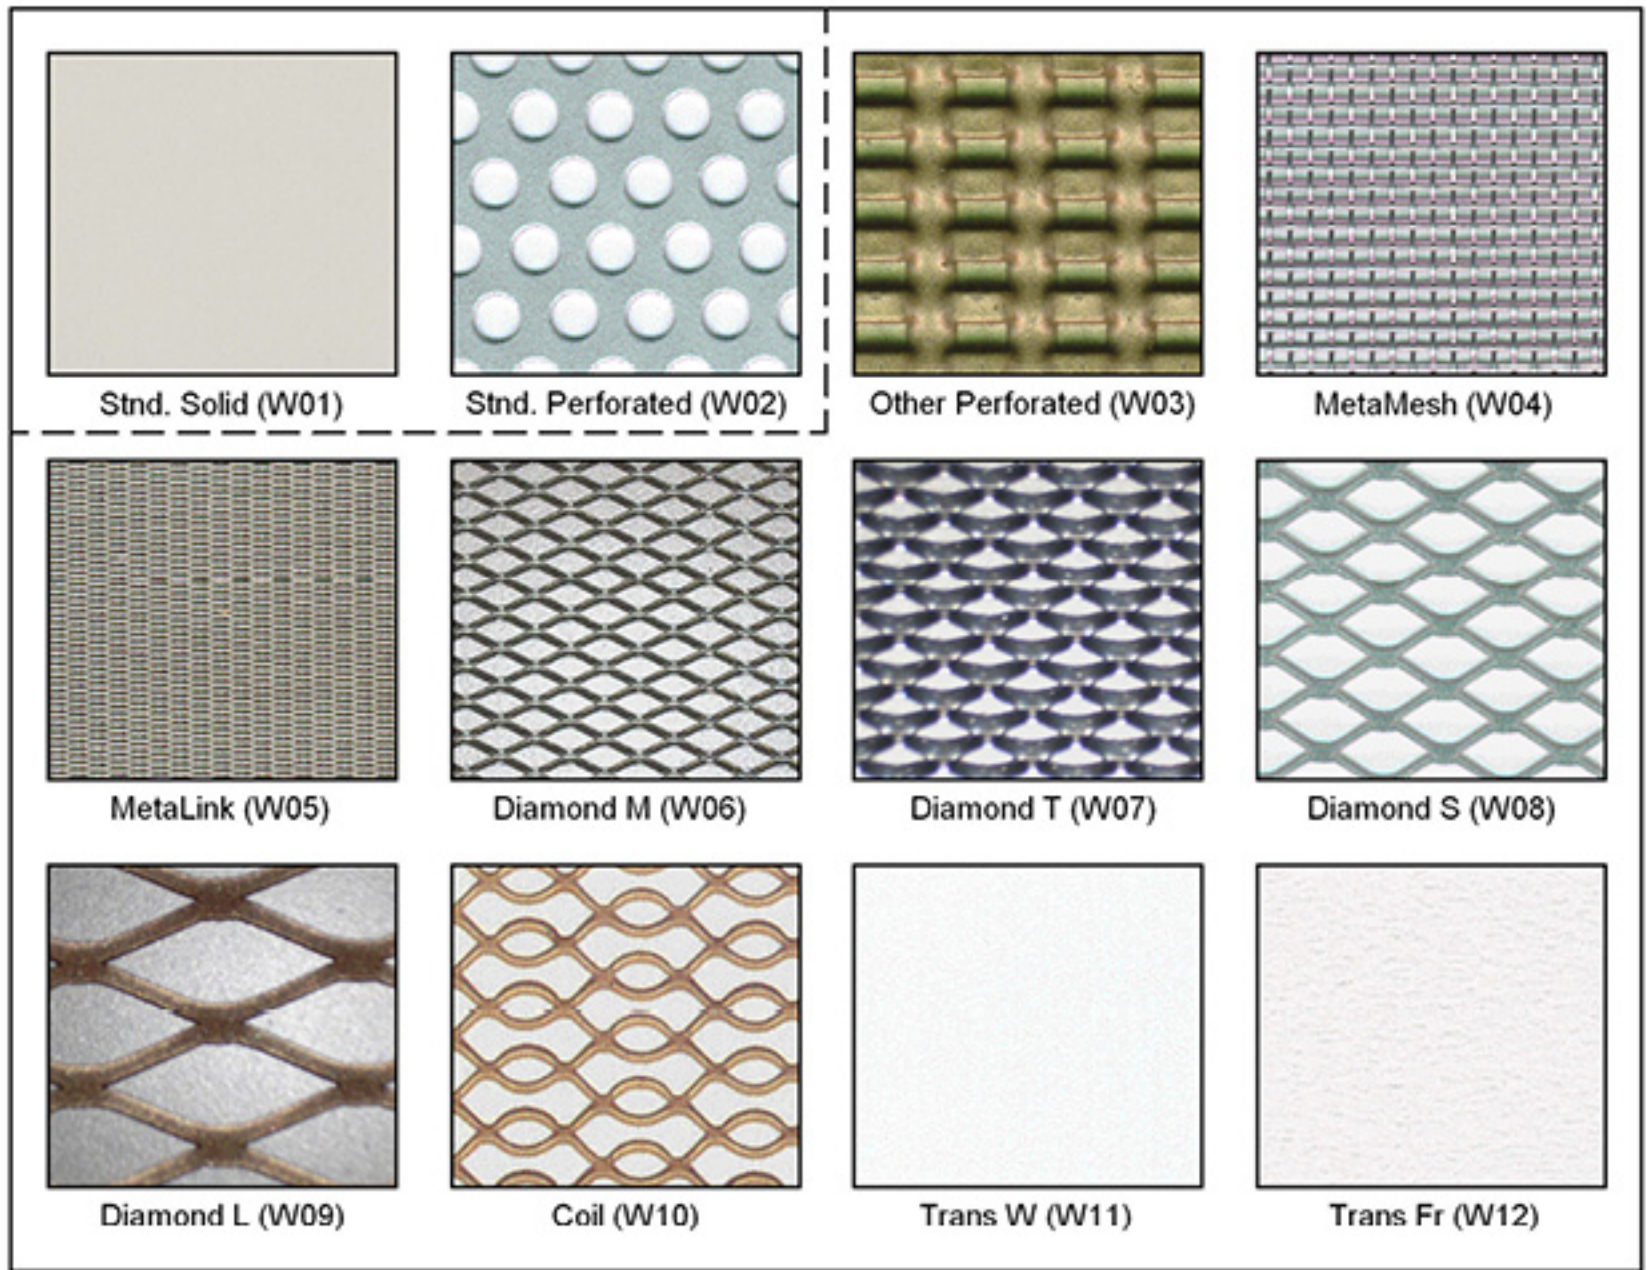 Stnd. Solid (W01)
Stnd. Perforated (W02)
Other Perforated (W03)
MetaMesh (W04)
MetaLink (W05)
Diamond M (W06)
Diamond T (W07)
Diamond S (W08)
Diamond L (W09)
Coil (W10)
Trans W (W11)
Trans Fr (W12)